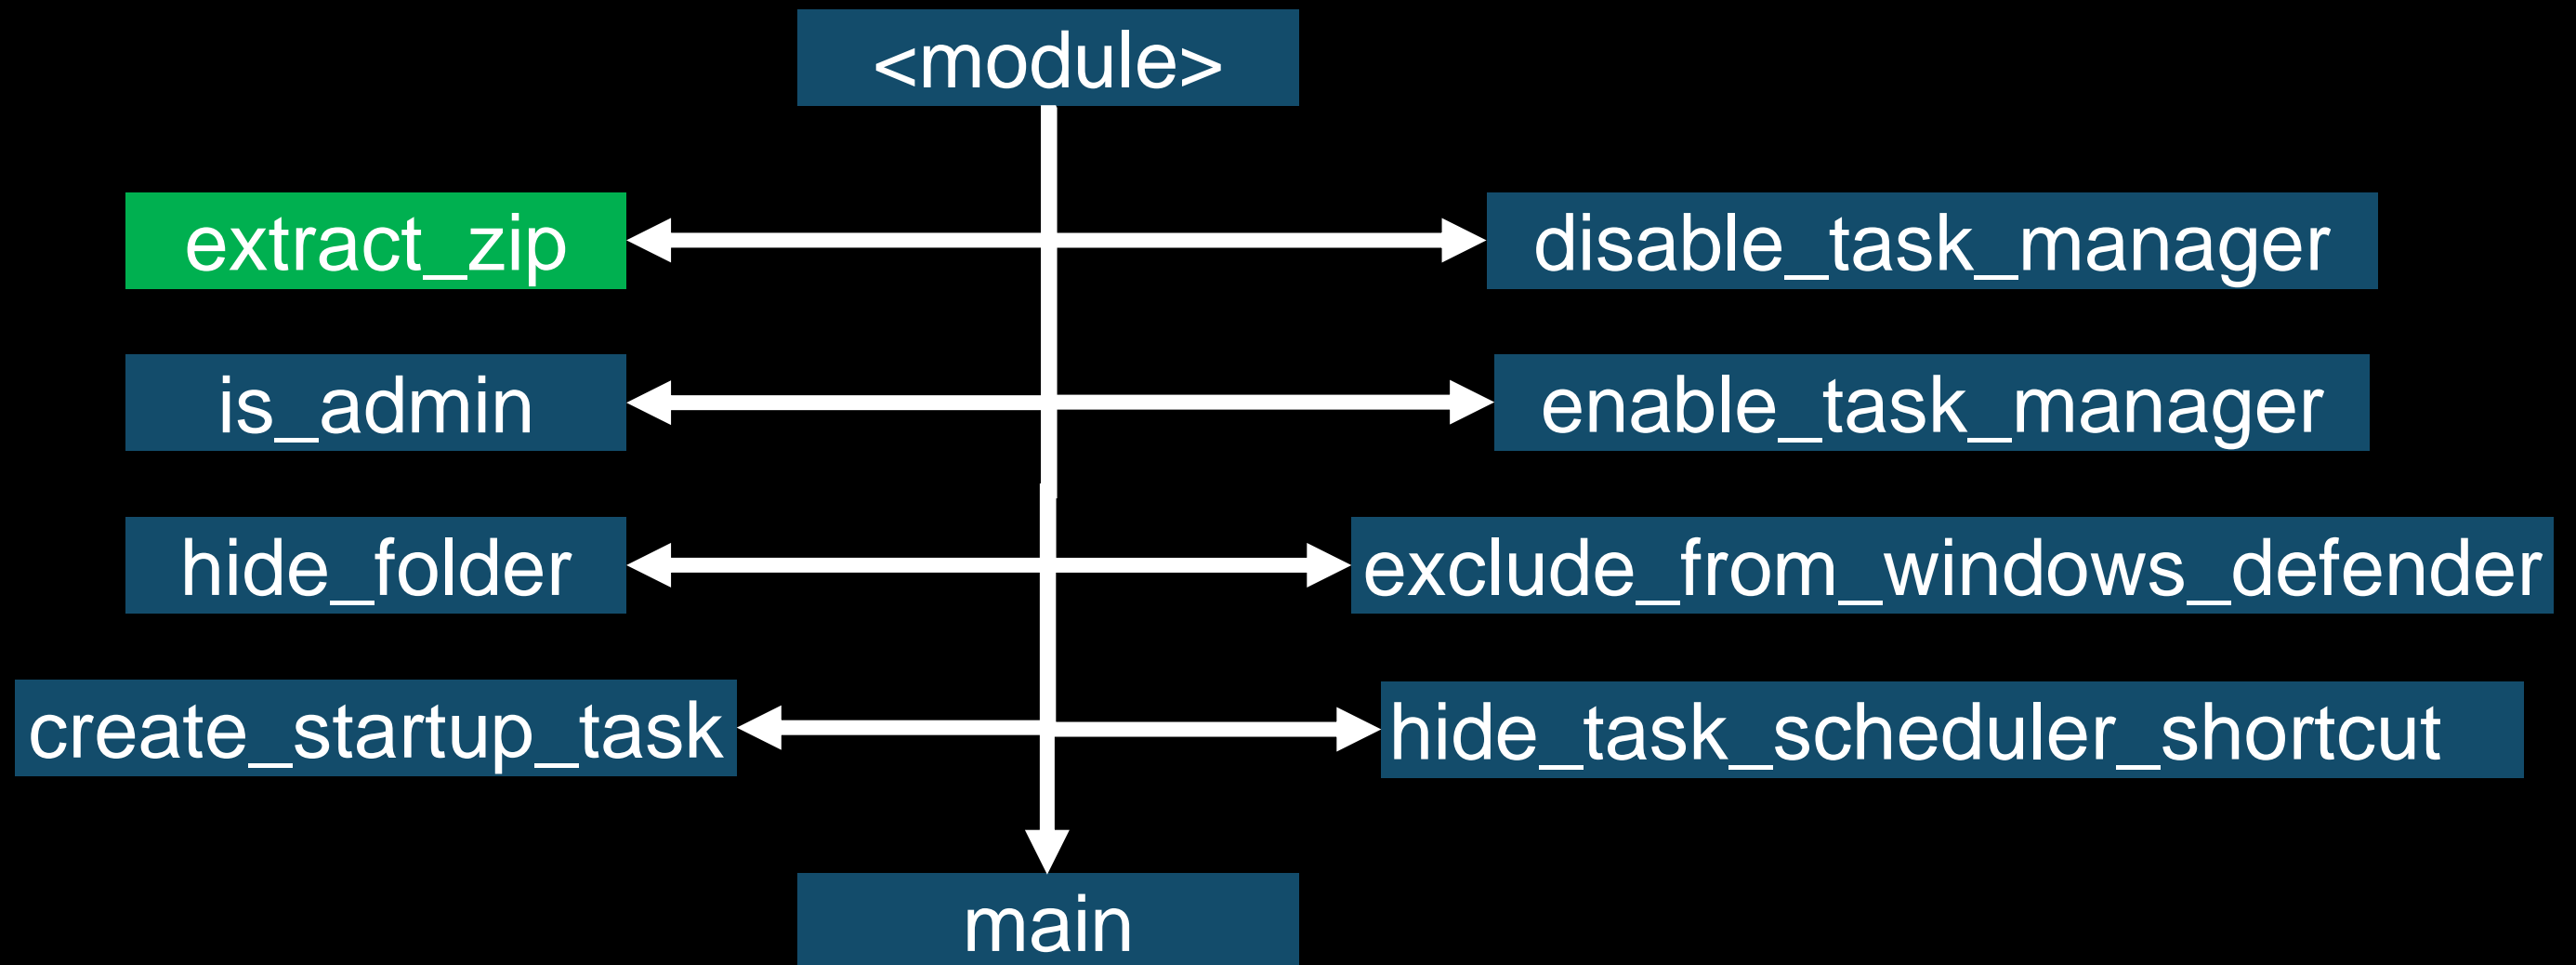 <module>
extract_zip
disable_task_manager
is_admin
enable_task_manager
hide_folder
exclude_from_windows_defender
create_startup_task
hide_task_scheduler_shortcut
main